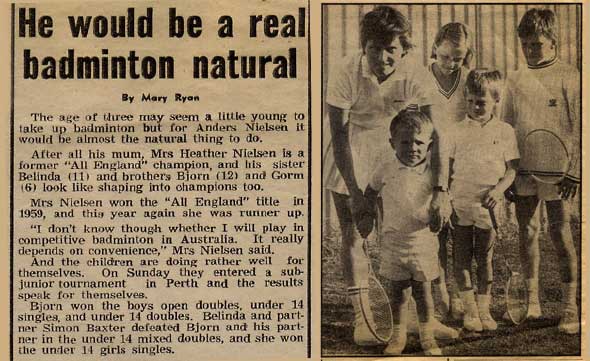 He would be a real
badminton natural
By Mary Ryan
The age of three may seem a little young to
take up badminton but for Anders Nielsen it
would be almost the natural thing to do.
After all his mum, Mrs Heather Nielsen is a
former "All England" champion, and his sister
Belinda (11) and brothers Bjorn (12) and Gorm
(6) look like shaping into champions too.
Mrs Nielsen won the "All England" title in
1959, and this year again she was runner up.
"I don't know though whether I will play in
competitive badminton in Australia. It really
depends on convenience," Mrs Nielsen said.
And the children are doing rather well for
themselves. On Sunday they entered a sub-
junior tournament in Perth and the results
speak for themselves.
Bjorn won the boys open doubles, under 14
singles, and under 14 doubles. Belinda and part-
ner Simon Baxter defeated Bjorn and his part-
ner in the under 14 mixed doubles, and she won
the under 14 girls singles.